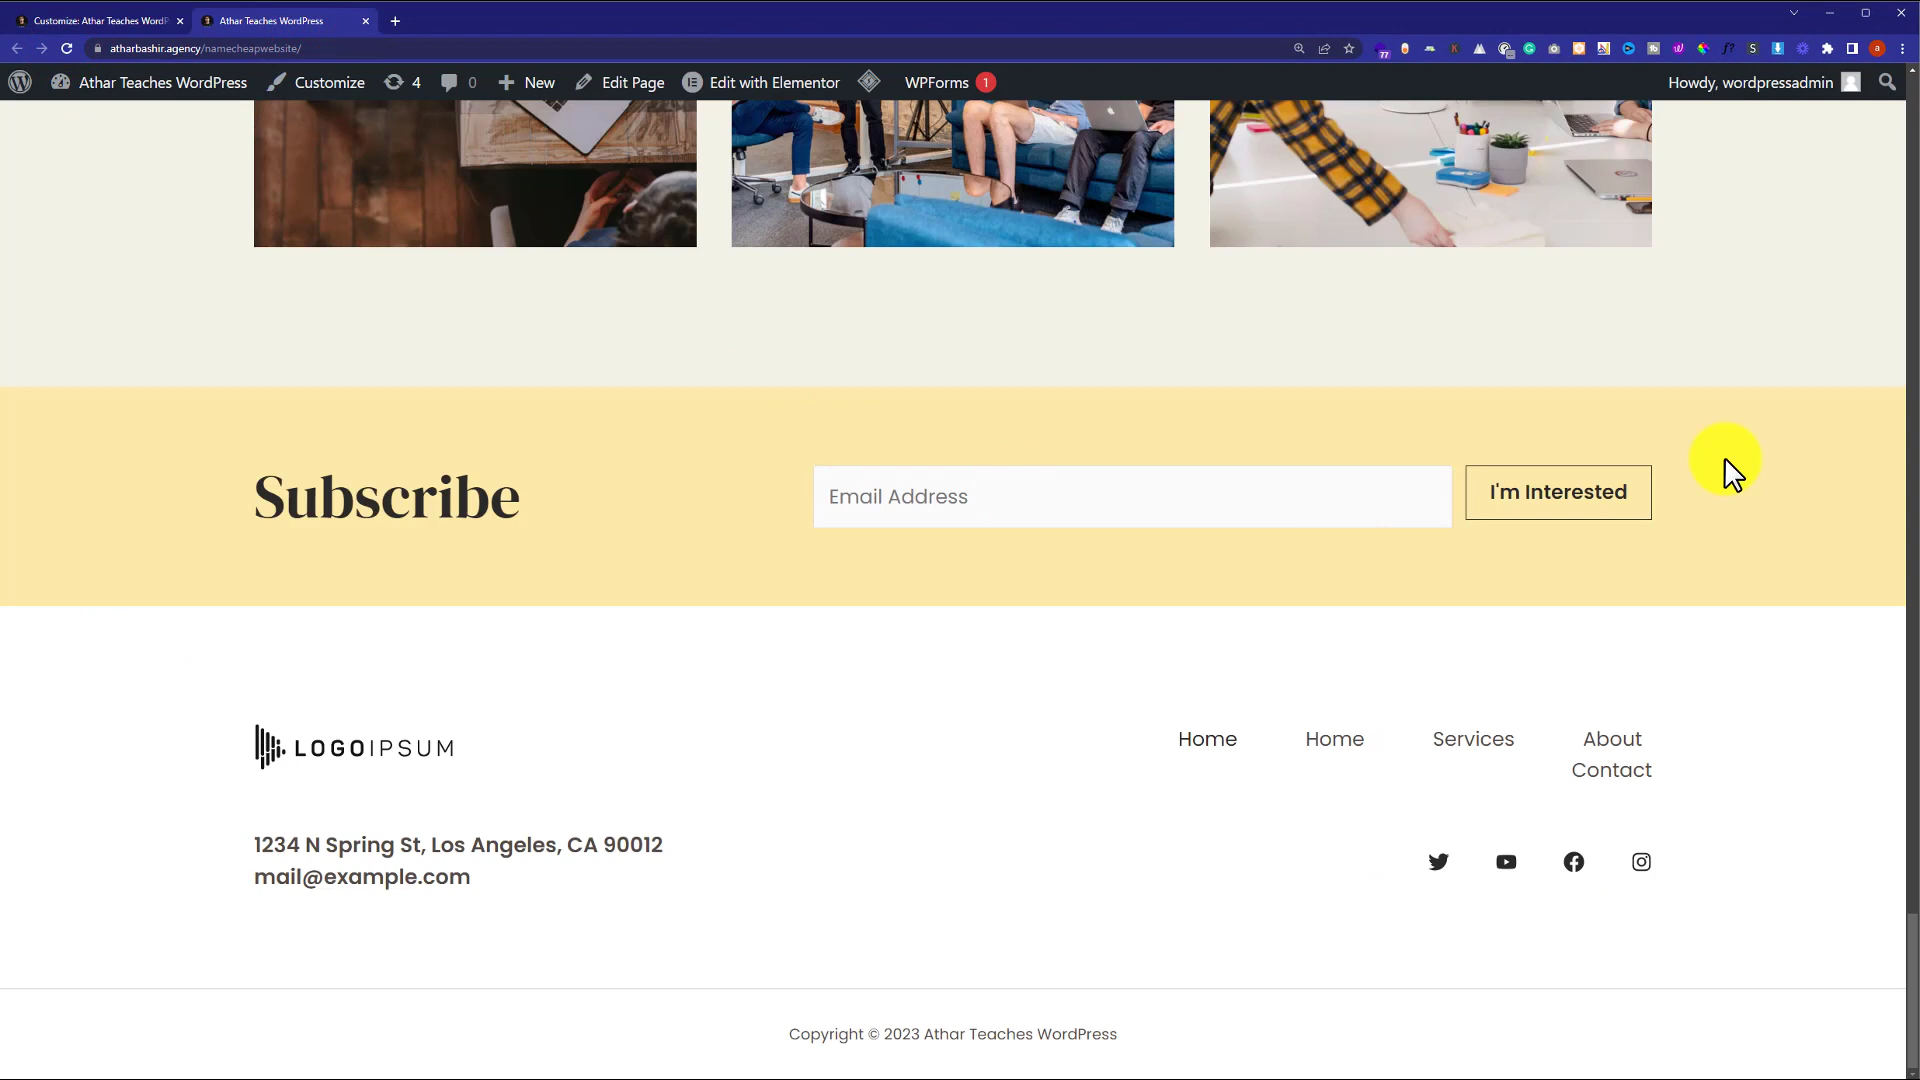 Customize: Athar Teaches WordP
Athar Teaches WordPress
atharbashir.agency/namecheapwebsite/
77
Athar Teaches WordPress
Customize
4
0
New
Edit Page
Edit with Elementor
WPForms 1
Howdy, wordpressadmin
Subscribe
Email Address
I'm Interested
LOGOIPSUM
Home Home Services About
Contact
1234 N Spring St, Los Angeles, CA 90012
mail@example.com
Copyright © 2023 Athar Teaches WordPress